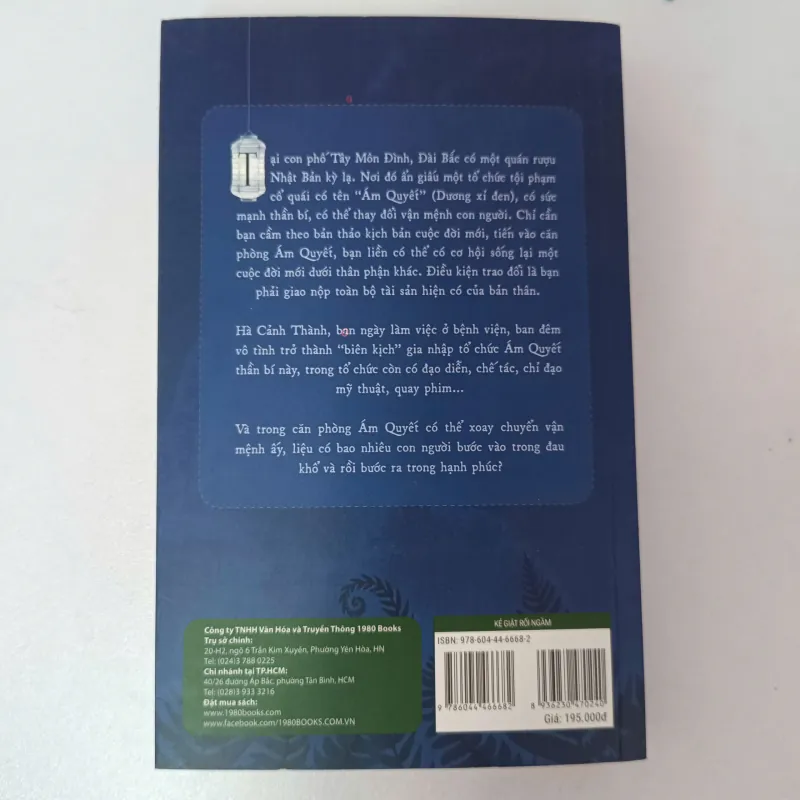 Tại con phố Tây Môn Đình, Đài Bắc có một quán rượu
Nhật Bản kỳ lạ. Nơi đó ẩn giấu một tổ chức tội phạm
cổ quái có tên “Ám Quyết” (Dương xỉ đen), có sức
mạnh thần bí, có thể thay đổi vận mệnh con người. Chỉ cần
bạn cầm theo bản thảo kịch bản cuộc đời mới, tiến vào căn
phòng Ám Quyết, bạn liền có thể có cơ hội sống lại một
cuộc đời mới dưới thân phận khác. Điều kiện trao đổi là bạn
phải giao nộp toàn bộ tài sản hiện có của bản thân.
Hà Cảnh Thành, ban ngày làm việc ở bệnh viện, ban đêm
vô tình trở thành “biên kịch” gia nhập tổ chức Ám Quyết
thần bí này, trong tổ chức còn có đạo diễn, chế tác, chỉ đạo
mỹ thuật, quay phim...
Và trong căn phòng Ám Quyết có thể xoay chuyển vận
mệnh ấy, liệu có bao nhiêu con người bước vào trong đau
khổ và rồi bước ra trong hạnh phúc?
Công ty TNHH Văn Hóa và Truyền Thông 1980 Books
Trụ sở chính:
20-H2, ngõ 6 Trần Kim Xuyến, Phường Yên Hòa, HN
Tel: (024)3 788 0225
Chi nhánh tại TP.HCM:
40/26 đường Ấp Bắc, phường Tân Bình, HCM
Tel: (028)3 933 3216
Đặt mua sách:
www.1980books.com
www.facebook.com/1980BOOKS.COM.VN
KẺ GIẬT RỐI NGẦM
ISBN: 978-604-44-6668-2
9 786044 466682
8 936230 470240
Giá: 195.000đ